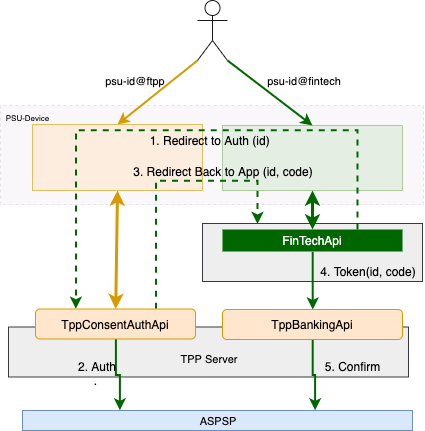 psu-id@ftpp
psu-id@fintech
PSU-Device
1. Redirect to Auth (id)
3. Redirect Back to App (id, code)
FinTechApi
4. Token(id, code)
TppConsentAuthApi
TppBankingApi
TPP Server
2. Auth
.
5. Confirm
ASPSP